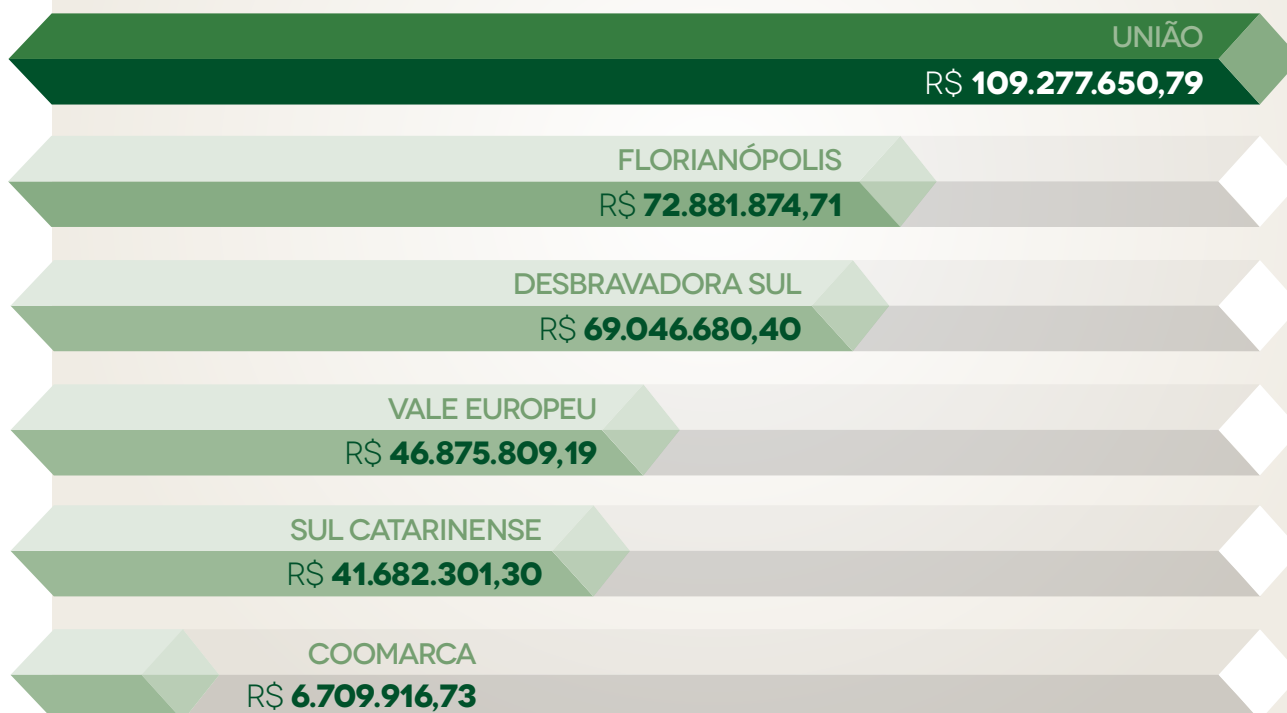 UNIÃO
R$ 109.277.650,79
FLORIANÓPOLIS
R$ 72.881.874,71
DESBRAVADORA SUL
R$ 69.046.680,40
VALE EUROPEU
R$ 46.875.809,19
SUL CATARINENSE
R$ 41.682.301,30
COOMARCA
R$ 6.709.916,73